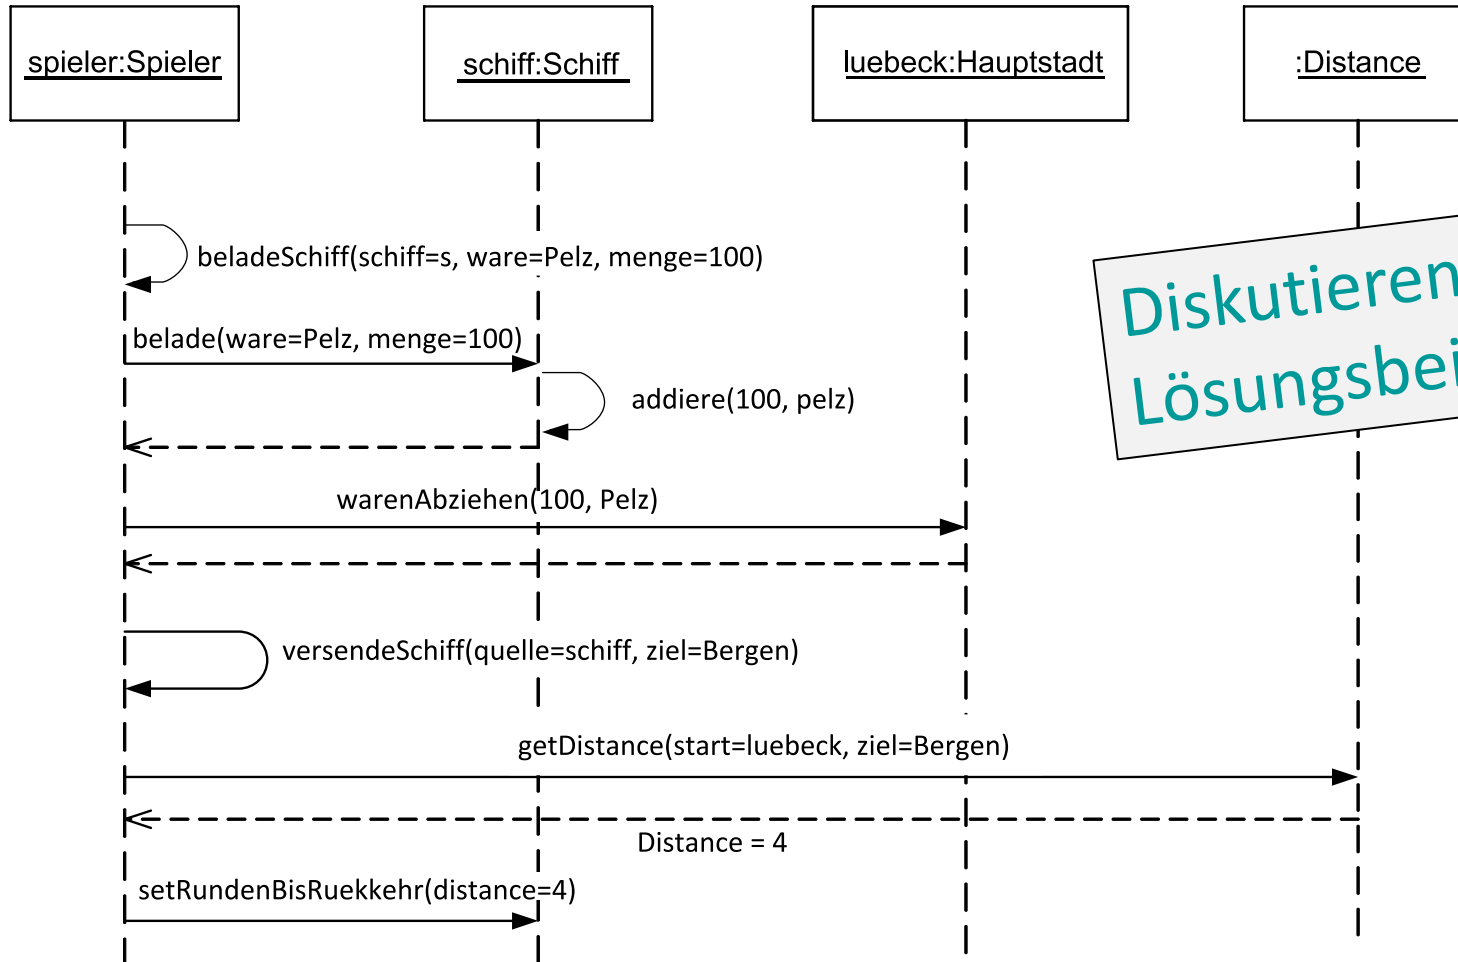 spieler:Spieler
schiff:Schiff
luebeck:Hauptstadt
:Distance
beladeSchiff(schiff=s, ware=Pelz, menge=100)
belade(ware=Pelz, menge=100)
addiere(100, pelz)
warenAbziehen(100, Pelz)
versendeSchiff(quelle=schiff, ziel=Bergen)
getDistance(start=luebeck, ziel=Bergen)
Distance = 4
setRundenBisRuekkehr(distance=4)
Diskutieren
Lösungsbei